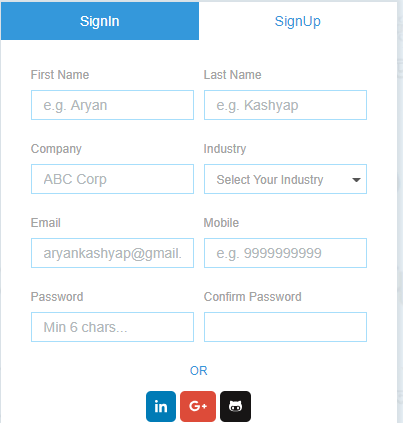 SignIn SignUp
First Name Last Name
e.g. Aryan e.g. Kashyap
Company Industry
ABC Corp Select Your Industry
Email Mobile
aryankashyap@gmail. e.g. 9999999999
Password Confirm Password
Min 6 chars...
OR
in G+